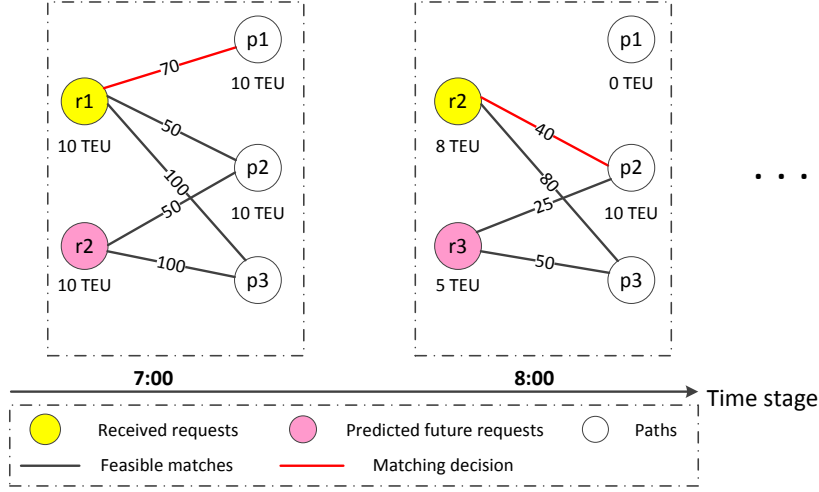 p1
70
10 TEU
r1
10 TEU
50
100
p2
10 TEU
50
r2
10 TEU
100
p3
p1
0 TEU
r2
8 TEU
40
80
p2
10 TEU
25
r3
5 TEU
50
p3
. . .
7:00
8:00
Time stage
Received requests
Predicted future requests
Paths
Feasible matches
Matching decision